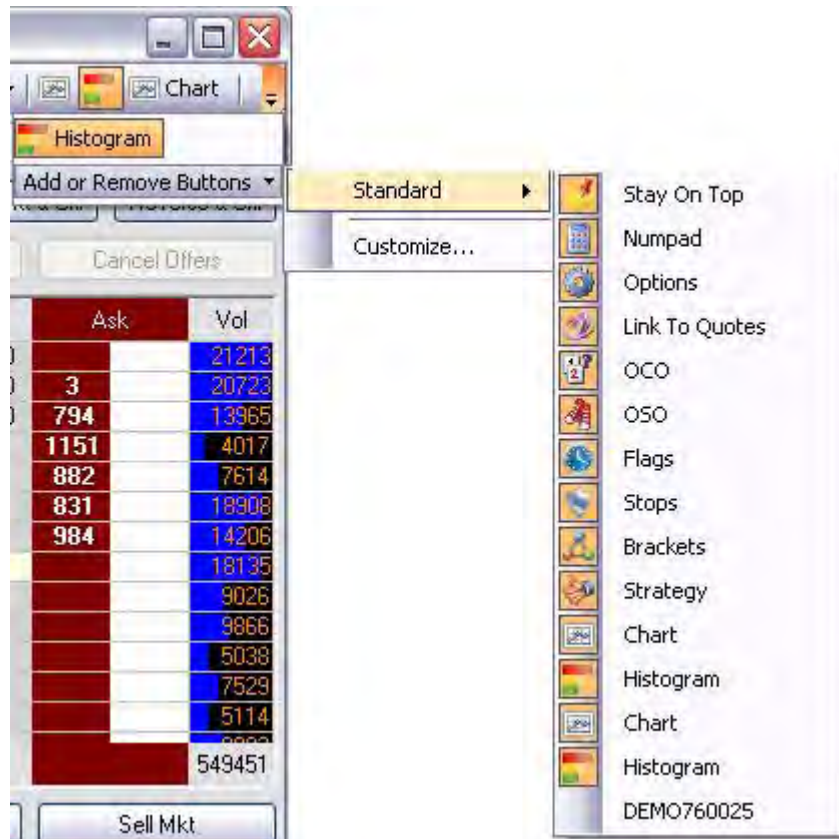 Chart
Histogram
Add or Remove Buttons
Standard
Customize...
Stay On Top
Numpad
Options
Link To Quotes
OCO
OSO
Flags
Stops
Brackets
Strategy
Chart
Histogram
Chart
Histogram
DEMO760025
Cancel Offers
Ask Vol
21213
3 20723
794 13965
1151 4017
882 7614
831 18908
984 14206
18135
9026
9866
5038
7529
5114
549451
Sell Mkt